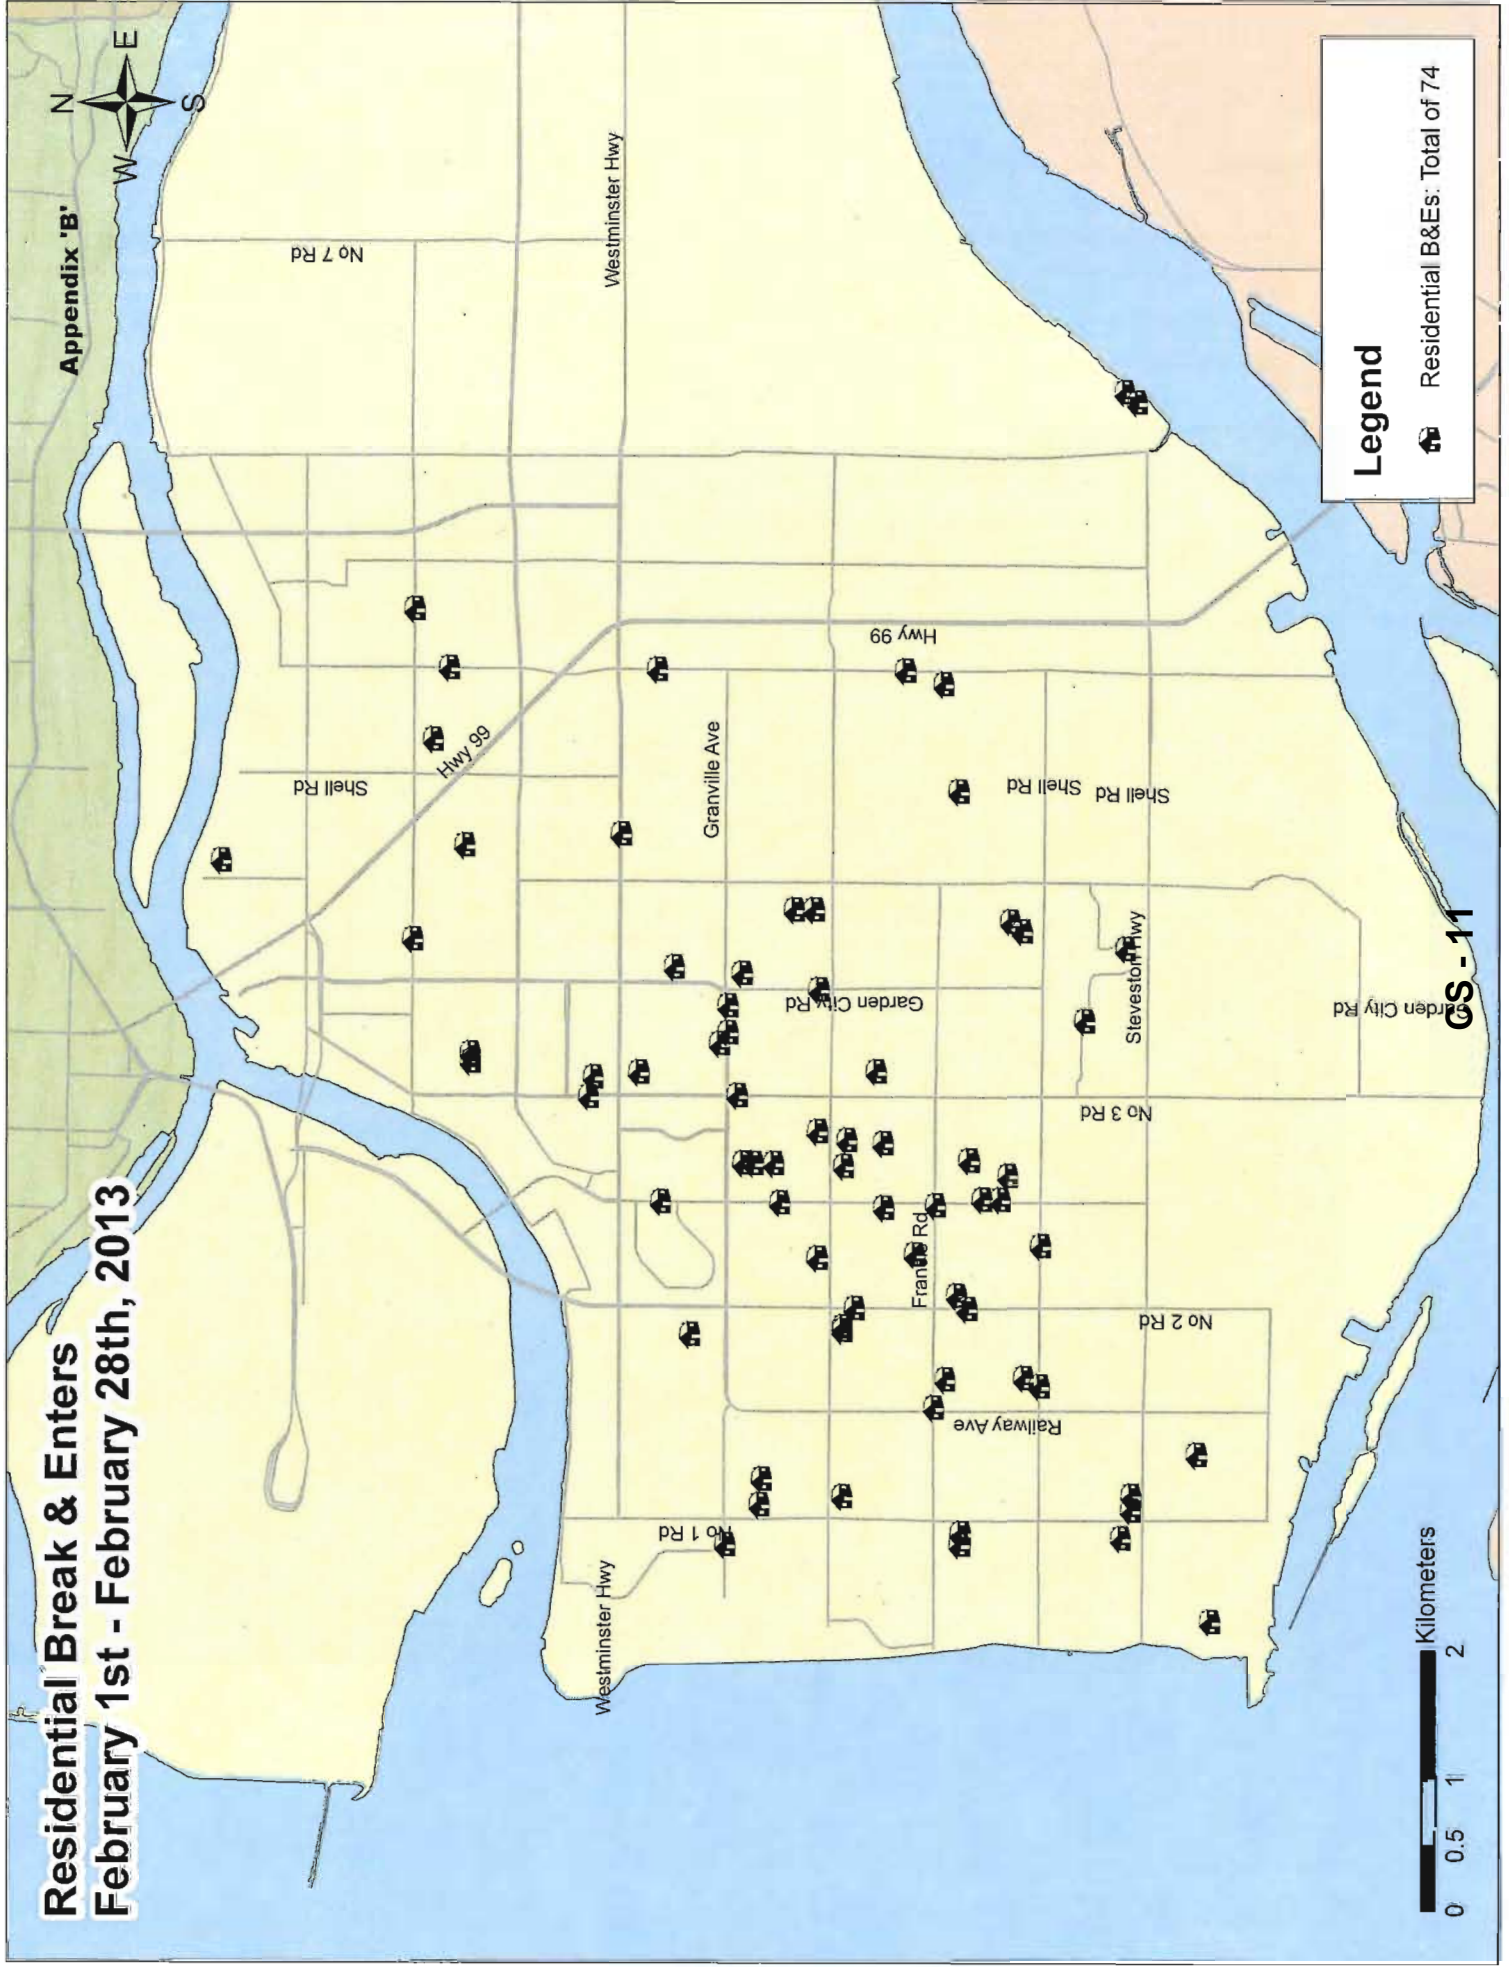 Residential Break & Enters
February 1st - February 28th, 2013
Appendix 'B'
N
W
E
S
No 7 Rd
Westminster Hwy
Shell Rd
Hwy 99
Granville Ave
Hwy 99
Shell Rd
Shell Rd
Garden City Rd
Steveston Hwy
Garden City Rd
No 3 Rd
Francis Rd
No 2 Rd
Railway Ave
No 1 Rd
Westminster Hwy
Legend
Residential B&Es: Total of 74
0 0.5 1 2
Kilometers
CS - 11